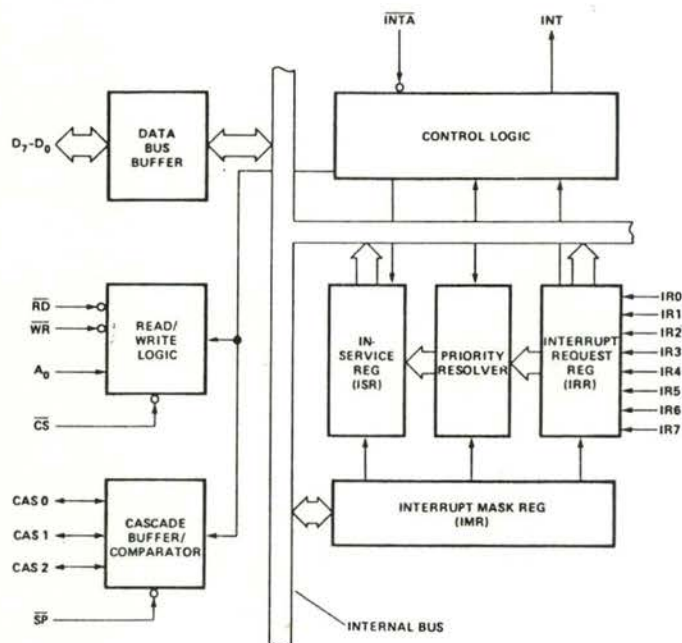 INTA
INT
CONTROL LOGIC
D7-D0
DATA
BUS
BUFFER
RD
WR
A0
CS
READ/
WRITE
LOGIC
IN-
SERVICE
REG
(ISR)
PRIORITY
RESOLVER
INTERRUPT
REQUEST
REG
(IRR)
IR0
IR1
IR2
IR3
IR4
IR5
IR6
IR7
CAS 0
CAS 1
CAS 2
SP
CASCADE
BUFFER/
COMPARATOR
INTERRUPT MASK REG
(IMR)
INTERNAL BUS